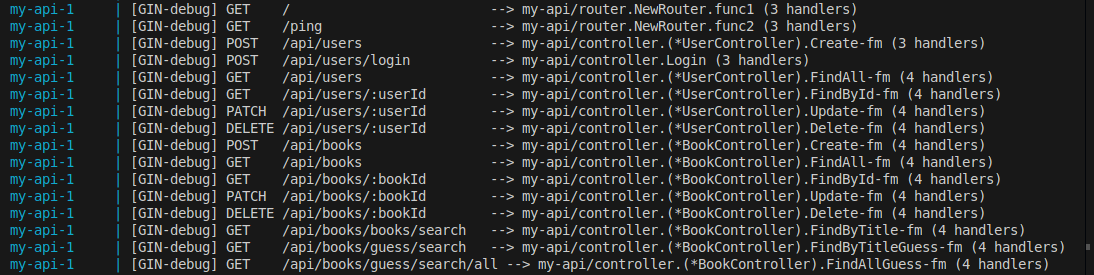 my-api-1 | [GIN-debug] GET / --> my-api/router.NewRouter.func1 (3 handlers)
my-api-1 | [GIN-debug] GET /ping --> my-api/router.NewRouter.func2 (3 handlers)
my-api-1 | [GIN-debug] POST /api/users --> my-api/controller.(*UserController).Create-fm (3 handlers)
my-api-1 | [GIN-debug] POST /api/users/login --> my-api/controller.Login (3 handlers)
my-api-1 | [GIN-debug] GET /api/users --> my-api/controller.(*UserController).FindAll-fm (4 handlers)
my-api-1 | [GIN-debug] GET /api/users/:userId --> my-api/controller.(*UserController).FindById-fm (4 handlers)
my-api-1 | [GIN-debug] PATCH /api/users/:userId --> my-api/controller.(*UserController).Update-fm (4 handlers)
my-api-1 | [GIN-debug] DELETE /api/users/:userId --> my-api/controller.(*UserController).Delete-fm (4 handlers)
my-api-1 | [GIN-debug] POST /api/books --> my-api/controller.(*BookController).Create-fm (4 handlers)
my-api-1 | [GIN-debug] GET /api/books --> my-api/controller.(*BookController).FindAll-fm (4 handlers)
my-api-1 | [GIN-debug] GET /api/books/:bookId --> my-api/controller.(*BookController).FindById-fm (4 handlers)
my-api-1 | [GIN-debug] PATCH /api/books/:bookId --> my-api/controller.(*BookController).Update-fm (4 handlers)
my-api-1 | [GIN-debug] DELETE /api/books/:bookId --> my-api/controller.(*BookController).Delete-fm (4 handlers)
my-api-1 | [GIN-debug] GET /api/books/books/search --> my-api/controller.(*BookController).FindByTitle-fm (4 handlers)
my-api-1 | [GIN-debug] GET /api/books/guess/search --> my-api/controller.(*BookController).FindByTitleGuess-fm (4 handlers)
my-api-1 | [GIN-debug] GET /api/books/guess/search/all --> my-api/controller.(*BookController).FindAllGuess-fm (4 handlers)